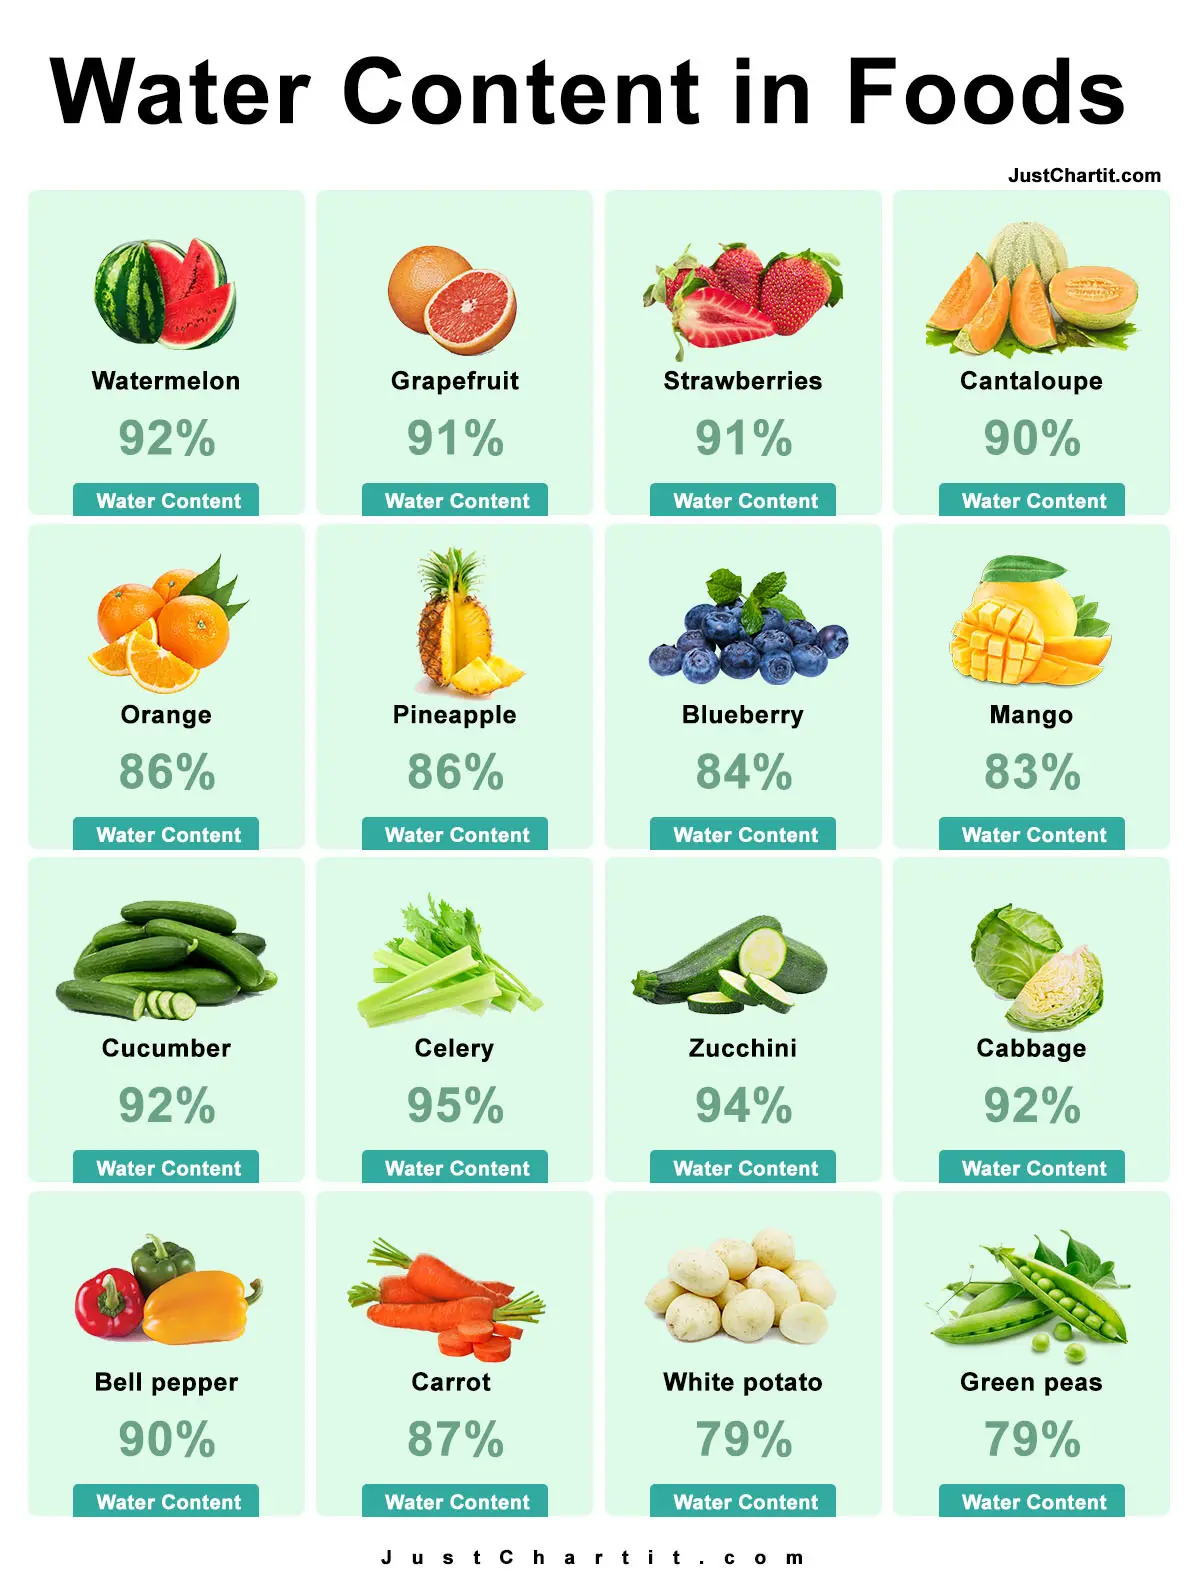 Water Content in Foods
JustChartit.com
Watermelon
92%
Water Content
Grapefruit
91%
Water Content
Strawberries
91%
Water Content
Cantaloupe
90%
Water Content
Orange
86%
Water Content
Pineapple
86%
Water Content
Blueberry
84%
Water Content
Mango
83%
Water Content
Cucumber
92%
Water Content
Celery
95%
Water Content
Zucchini
94%
Water Content
Cabbage
92%
Water Content
Bell pepper
90%
Water Content
Carrot
87%
Water Content
White potato
79%
Water Content
Green peas
79%
Water Content
JustChartit.com